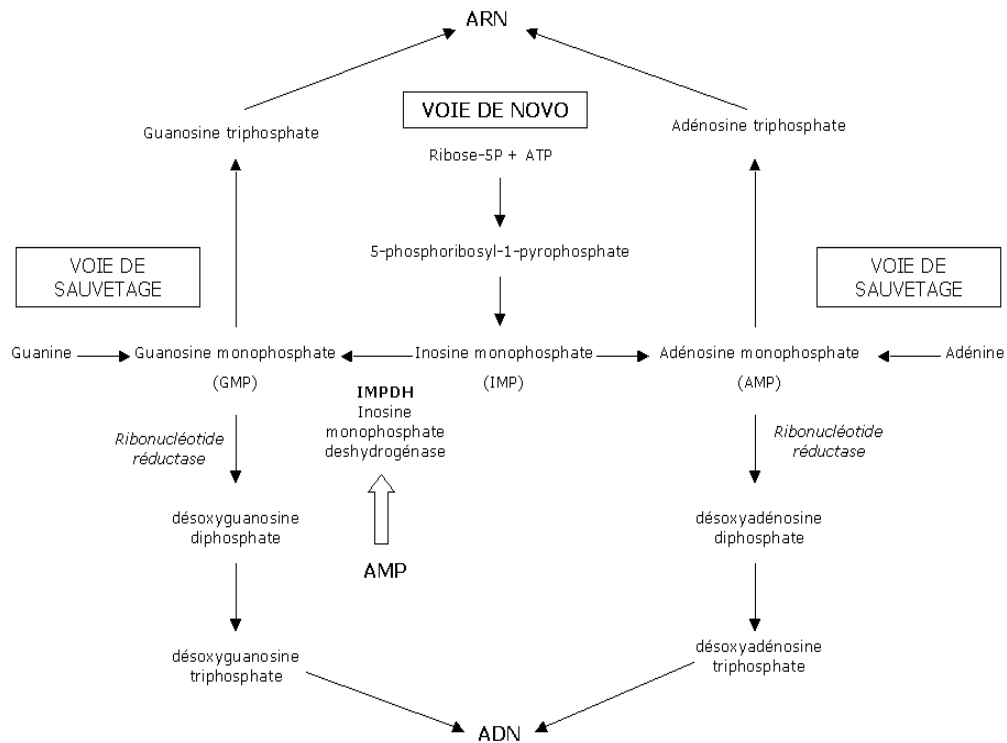 ARN
VOIE DE NOVO
Guanosine triphosphate
Adénosine triphosphate
Ribose-5P + ATP
5-phosphoribosyl-1-pyrophosphate
VOIE DE
SAUVETAGE
VOIE DE
SAUVETAGE
Guanine
Guanosine monophosphate
(GMP)
Inosine monophosphate
(IMP)
Adénosine monophosphate
(AMP)
Adénine
IMPDH
Inosine
monophosphate
deshydrogénase
Ribonucléotide
réductase
Ribonucléotide
réductase
désoxyguanosine
diphosphate
AMP
désoxyadénosine
diphosphate
désoxyguanosine
triphosphate
désoxyadénosine
triphosphate
ADN